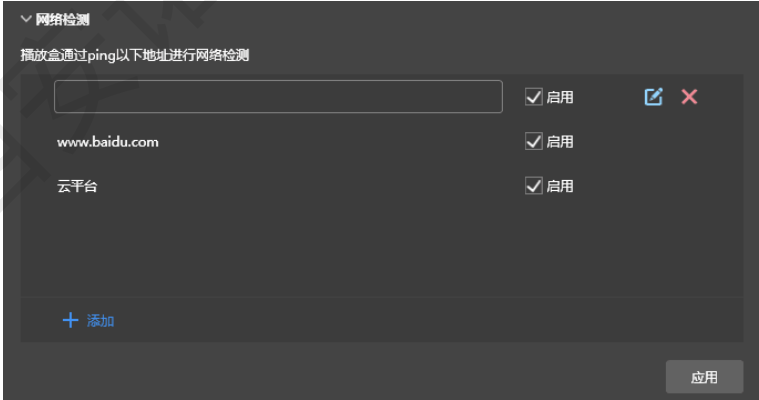 网络检测
播放盒通过ping以下地址进行网络检测
启用
www.baidu.com 启用
云平台 启用
添加
应用